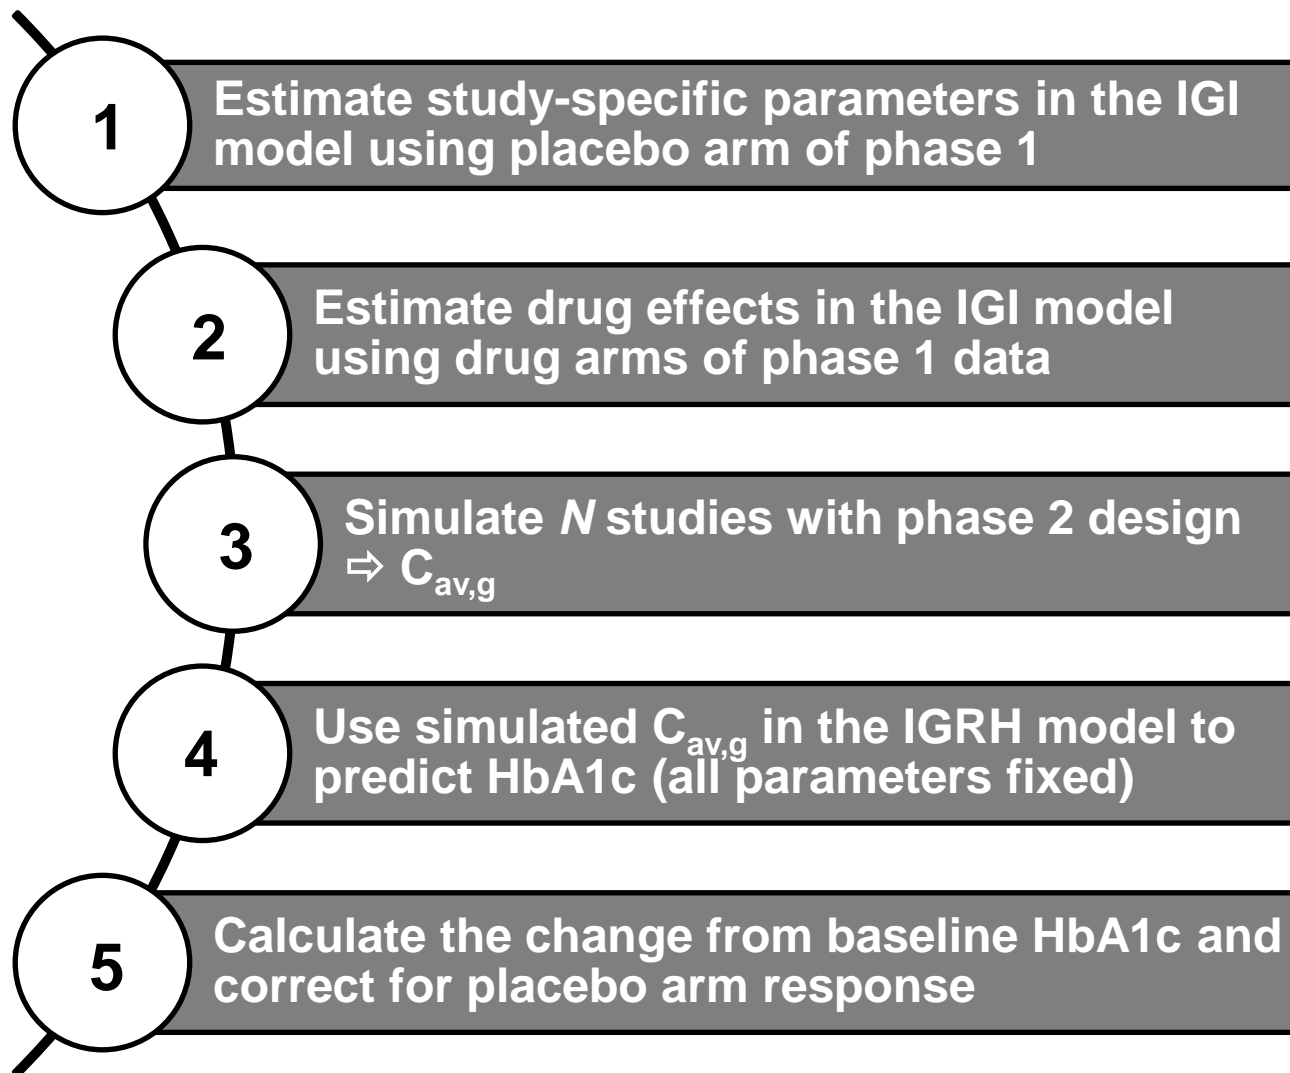 1
Estimate study-specific parameters in the IGI
model using placebo arm of phase 1
2
Estimate drug effects in the IGI model
using drug arms of phase 1 data
3
Simulate N studies with phase 2 design
⇨ Cav,g
4
Use simulated Cav,g in the IGRH model to
predict HbA1c (all parameters fixed)
5
Calculate the change from baseline HbA1c and
correct for placebo arm response